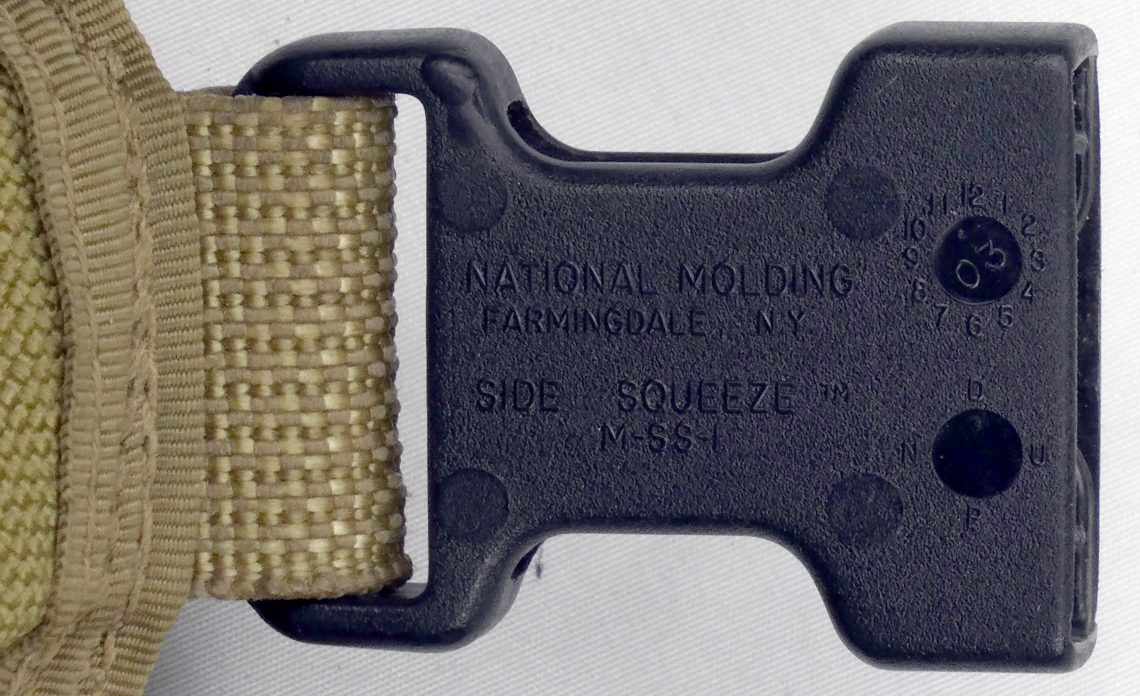 NATIONAL MOLDING
FARMINGDALE, N.Y.
SIDE SQUEEZE ™
M-SS-1
12
1
2
3
4
5
6
7
8
9
10
11
03
D
N U
P